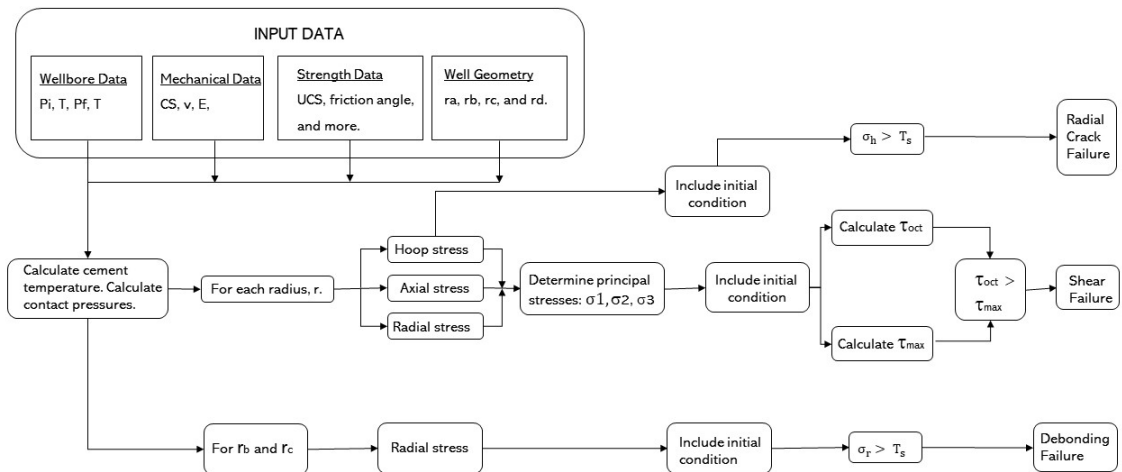 INPUT DATA
Wellbore Data
Pi, T, Pf, T
Mechanical Data
CS, v, E,
Strength Data
UCS, friction angle,
and more.
Well Geometry
ra, rb, rc, and rd.
σh > Ts
Radial
Crack
Failure
Include initial
condition
Calculate cement
temperature. Calculate
contact pressures.
For each radius, r.
Hoop stress
Axial stress
Radial stress
Determine principal
stresses: σ1,σ2, σ3
Include initial
condition
Calculate τoct
Calculate τmax
τoct >
τmax
Shear
Failure
For rb and rc
Radial stress
Include initial
condition
σr > Ts
Debonding
Failure